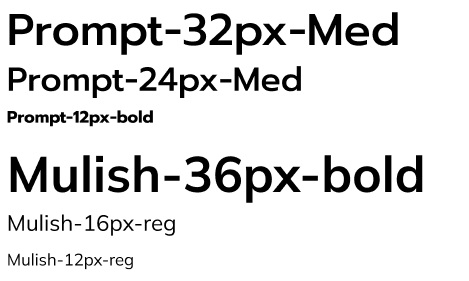 Prompt-32px-Med
Prompt-24px-Med
Prompt-12px-bold
Mulish-36px-bold
Mulish-16px-reg
Mulish-12px-reg